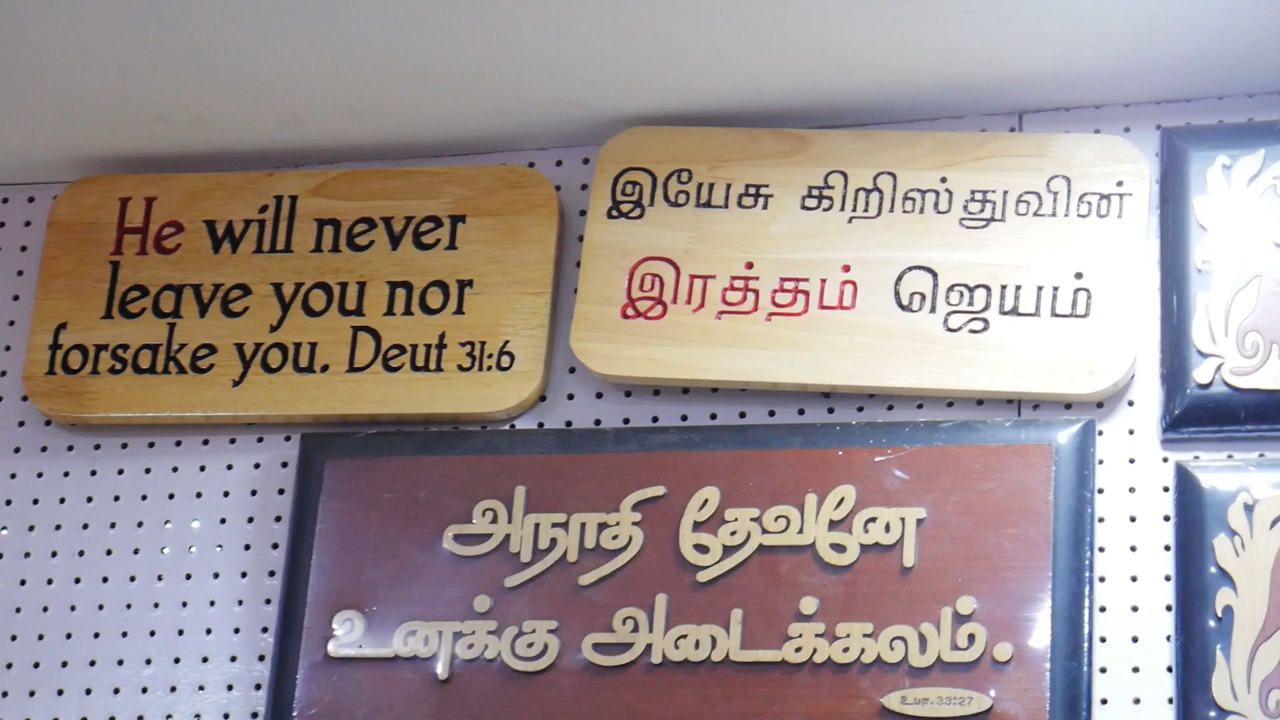 He will never
leave you nor
forsake you. Deut 31:6
இயேசு கிறிஸ்துவின்
இரத்தம் ஜெயம்
அநாதி தேவனே
உனக்கு அடைக்கலம்.
உபா.33:27